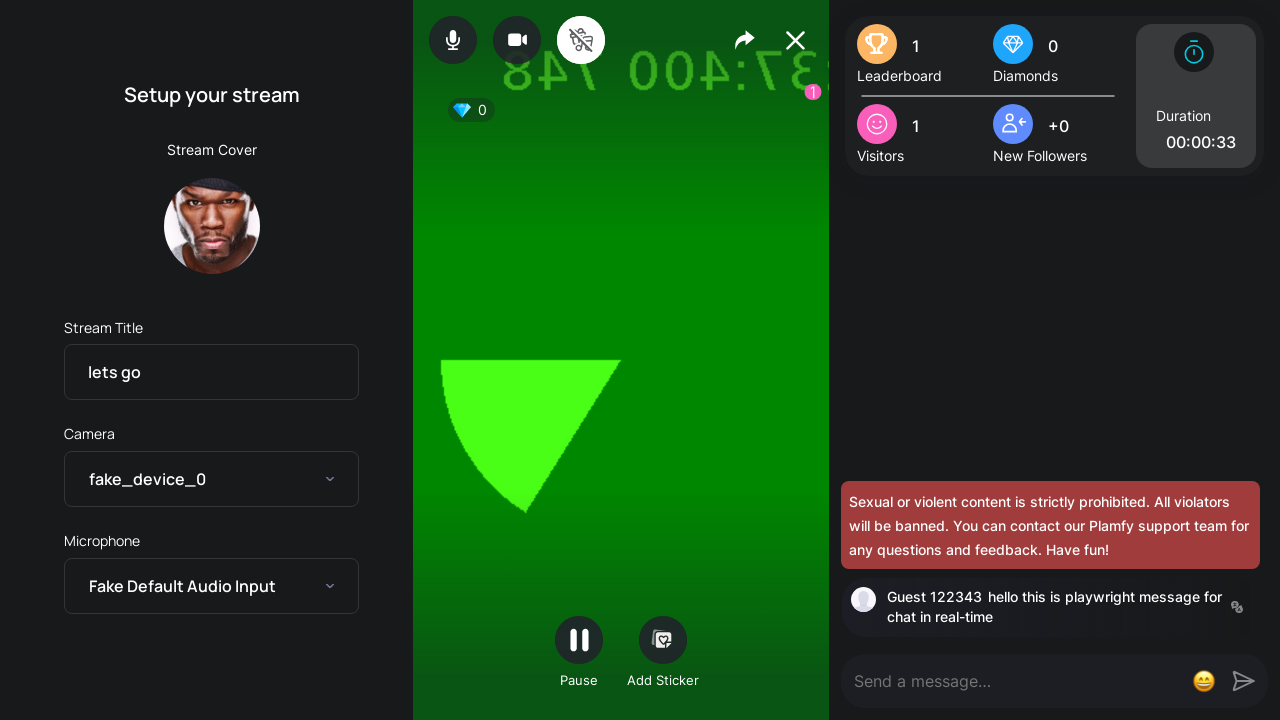 Setup your stream
Stream Cover
Stream Title
lets go
Camera
fake_device_0
Microphone
Fake Default Audio Input
0
1
Pause
Add Sticker
1
Leaderboard
0
Diamonds
1
Visitors
+0
New Followers
Duration
00:00:33
Sexual or violent content is strictly prohibited. All violators
will be banned. You can contact our Plamfy support team for
any questions and feedback. Have fun!
Guest 122343 hello this is playwright message for
chat in real-time
Send a message...